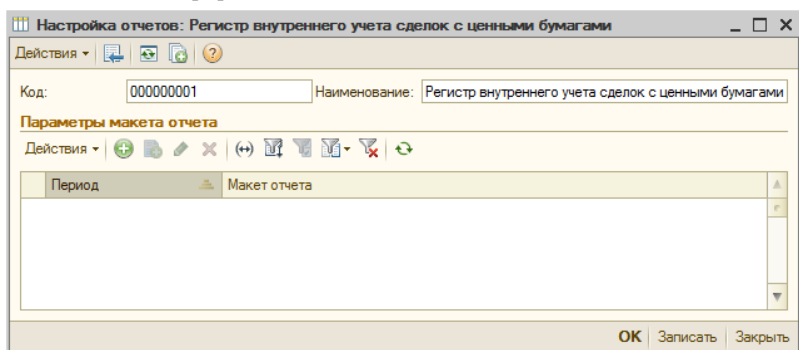 Настройка отчетов: Регистр внутреннего учета сделок с ценными бумагами
Действия
Код: 000000001 Наименование: Регистр внутреннего учета сделок с ценными бумагами
Параметры макета отчета
Действия
Период Макет отчета
OK Записать Закрыть